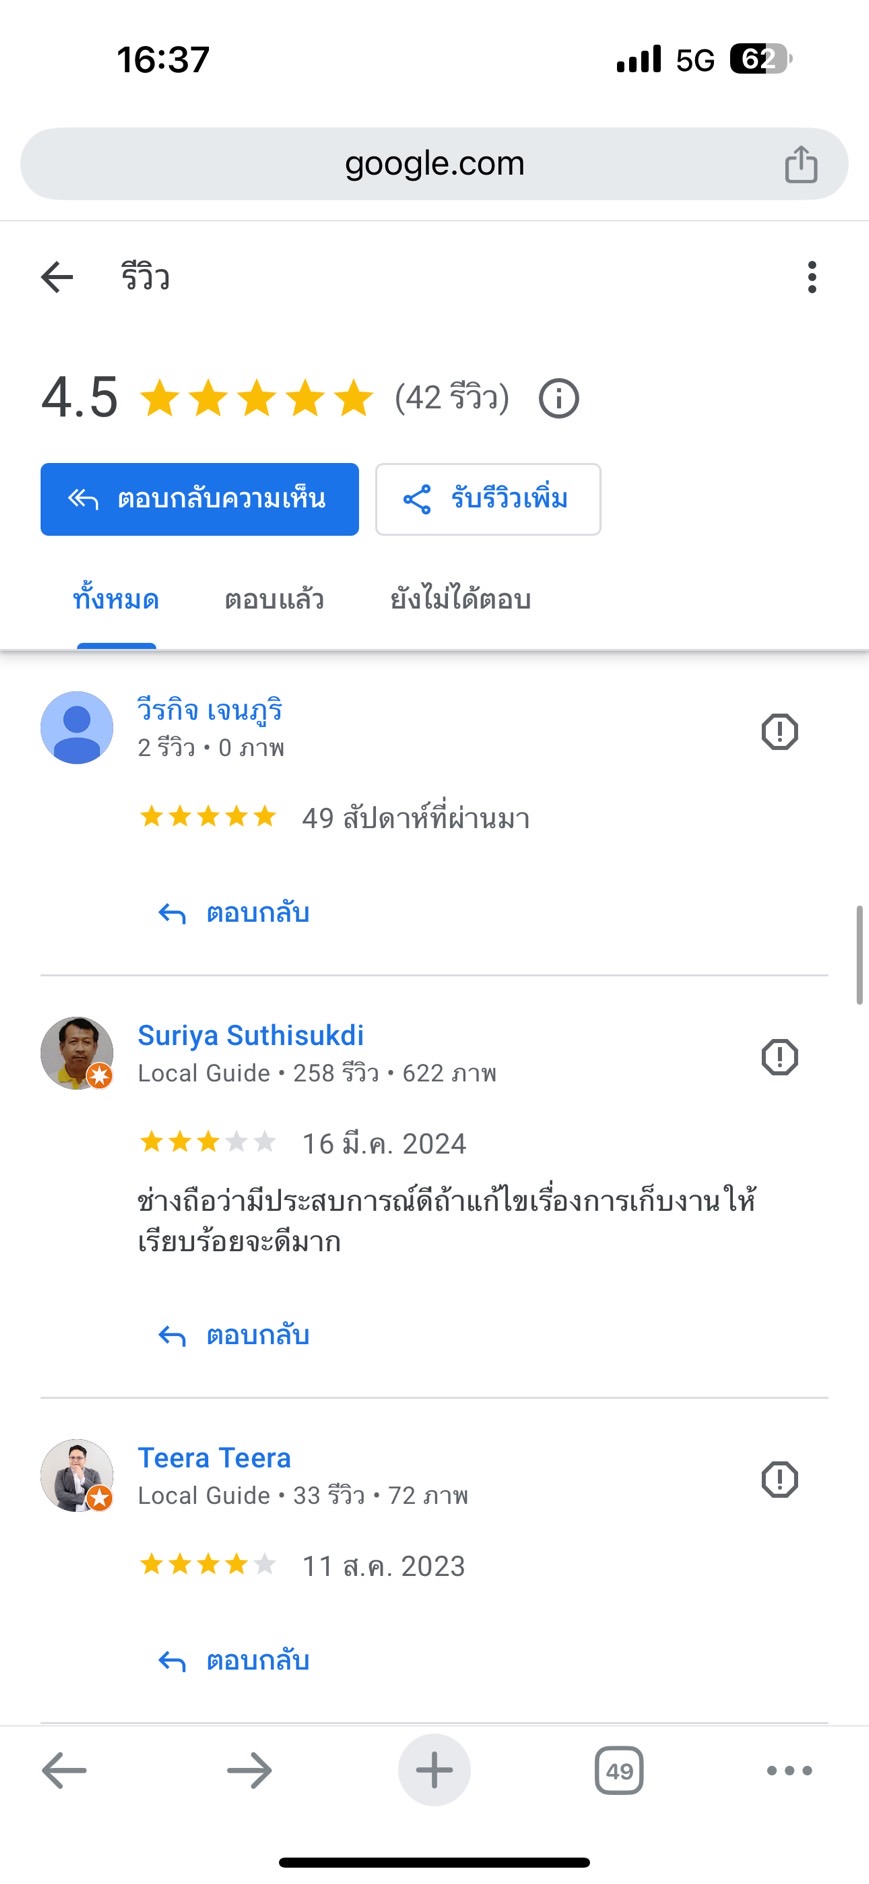 16:37
5G 62
google.com
รีวิว
4.5 (42 รีวิว)
ตอบกลับความเห็น รับรีวิวเพิ่ม
ทั้งหมด ตอบแล้ว ยังไม่ได้ตอบ
วีรกิจ เจนภูริ
2 รีวิว • 0 ภาพ
49 สัปดาห์ที่ผ่านมา
ตอบกลับ
Suriya Suthisukdi
Local Guide • 258 รีวิว • 622 ภาพ
16 มี.ค. 2024
ช่างถือว่ามีประสบการณ์ดีถ้าแก้ไขเรื่องการเก็บงานให้
เรียบร้อยจะดีมาก
ตอบกลับ
Teera Teera
Local Guide • 33 รีวิว • 72 ภาพ
11 ส.ค. 2023
ตอบกลับ
49